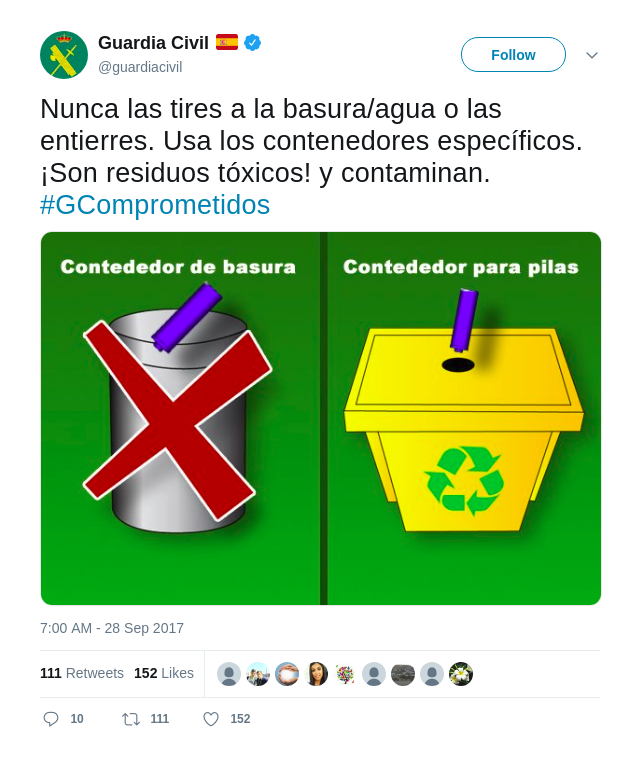 Guardia Civil
@guardiacivil
Follow
Nunca las tires a la basura/agua o las
entierres. Usa los contenedores específicos.
¡Son residuos tóxicos! y contaminan.
#GComprometidos
Contededor de basura
Contededor para pilas
7:00 AM - 28 Sep 2017
111 Retweets 152 Likes
10 111 152